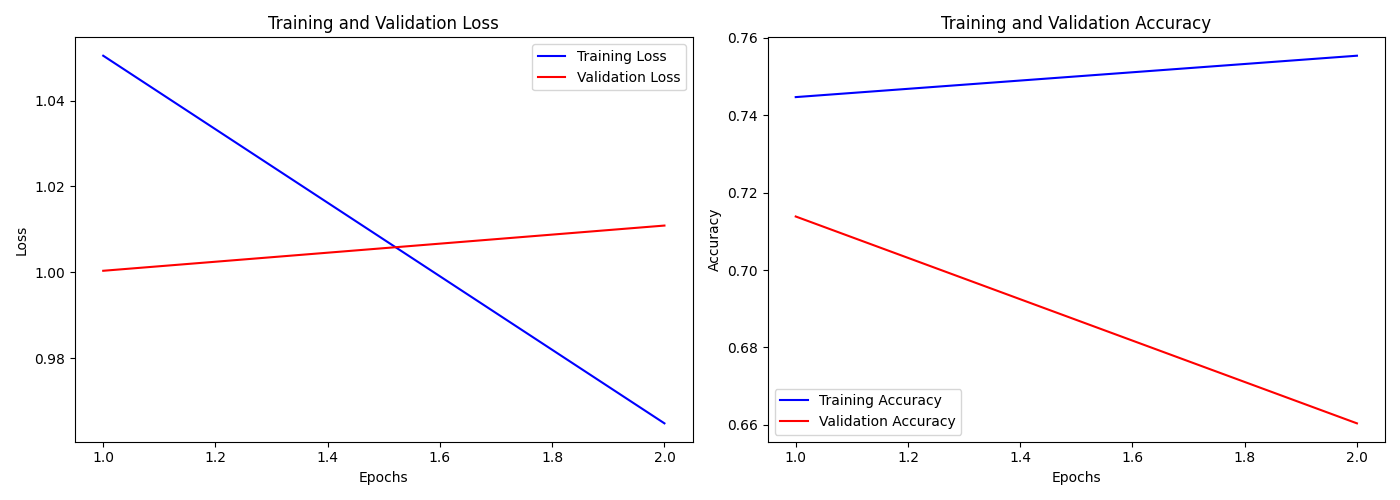 Training and Validation Loss
Training Loss
Validation Loss
1.04
1.02
1.00
0.98
Loss
1.0 1.2 1.4 1.6 1.8 2.0
Epochs
Training and Validation Accuracy
0.76
0.74
0.72
0.70
0.68
0.66
Accuracy
Training Accuracy
Validation Accuracy
1.0 1.2 1.4 1.6 1.8 2.0
Epochs